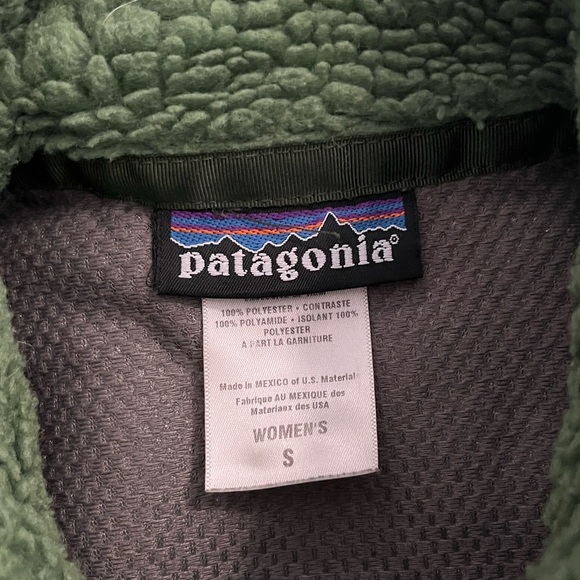 patagonia®
100% POLYESTER • CONTRASTE
100% POLYAMIDE • ISOLANT 100%
POLYESTER
A PART LA GARNITURE
Made in MEXICO of U.S. Material
Fabriqué AU MEXIQUE des
Materiaux des USA
WOMEN'S
S